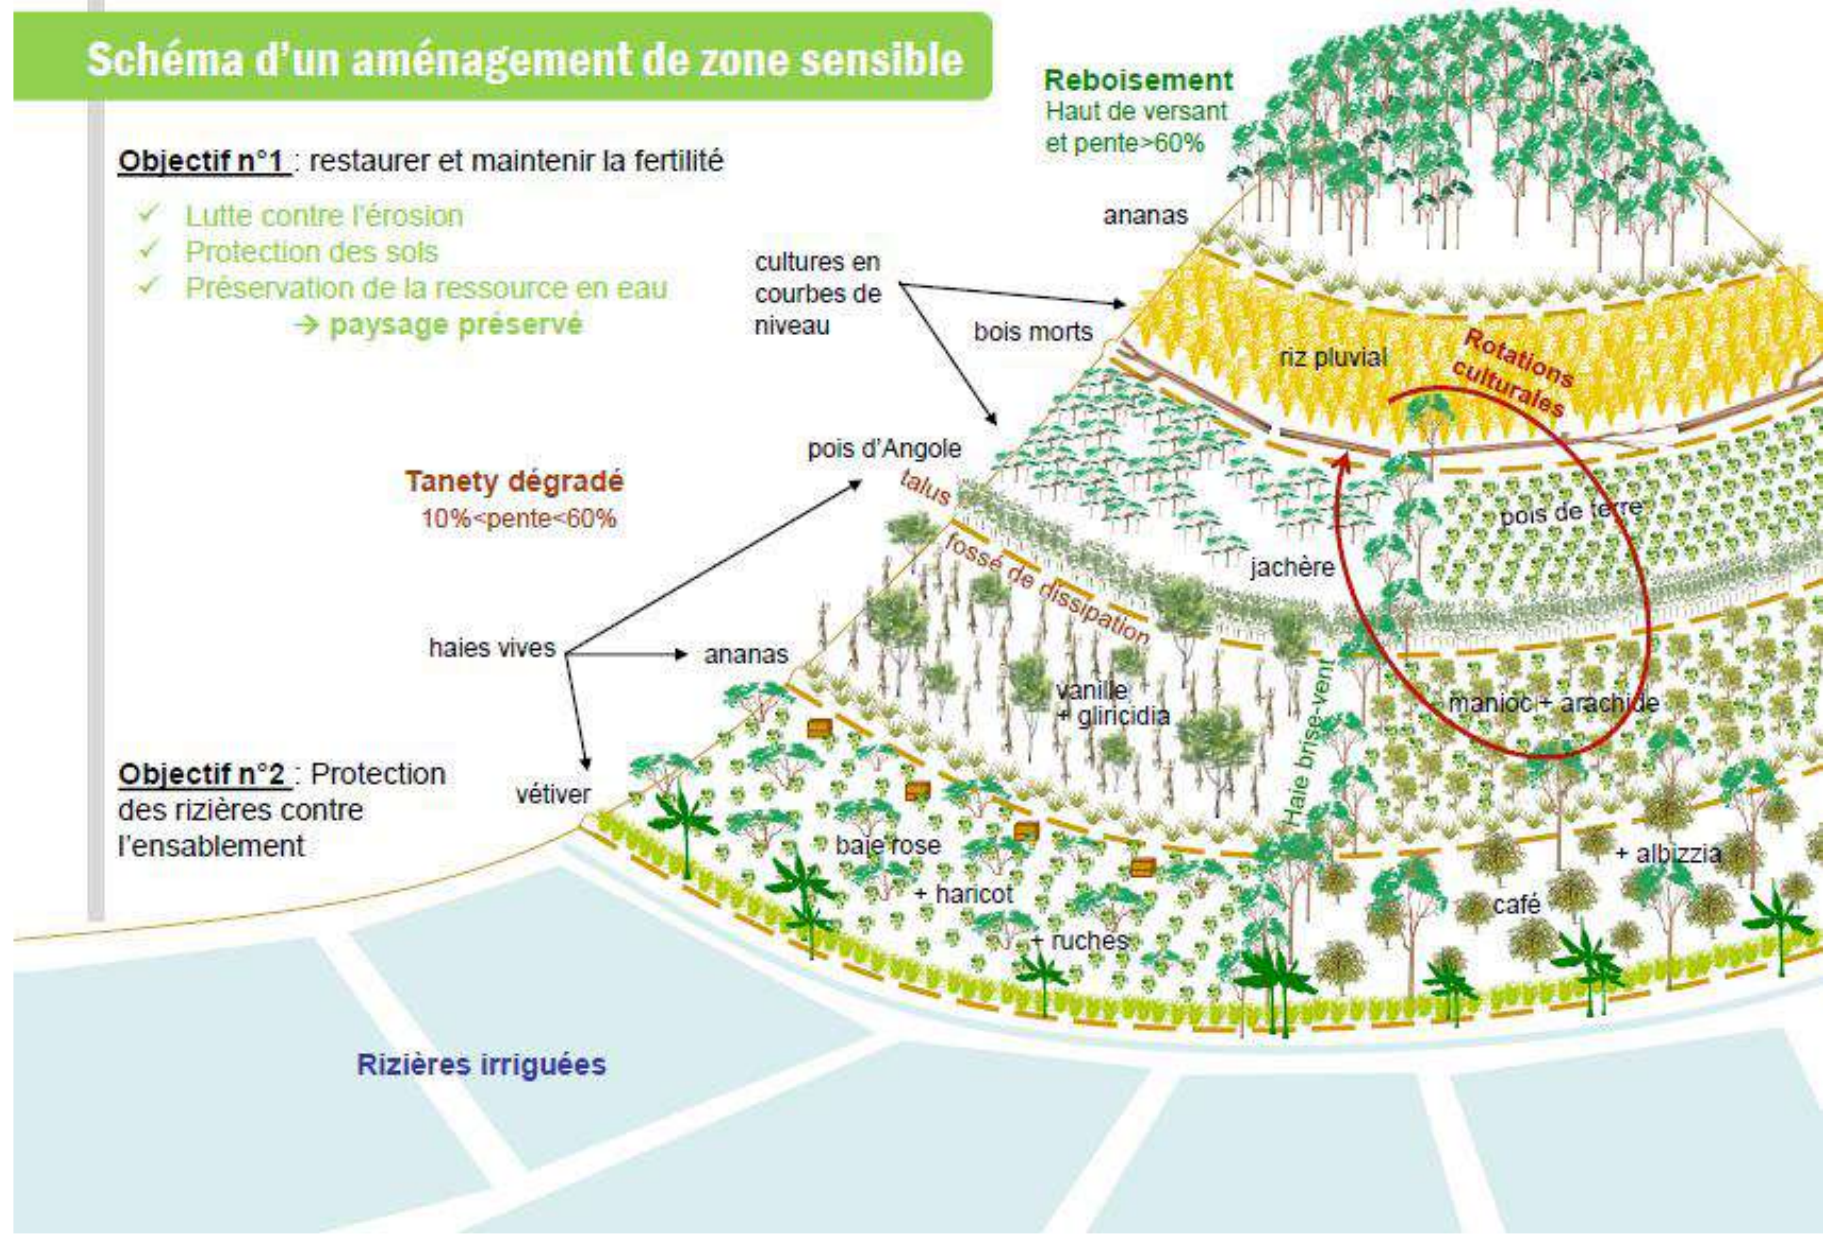 Schéma d'un aménagement de zone sensible
Reboisement
Haut de versant
et pente>60%
Objectif n°1 : restaurer et maintenir la fertilité
✓ Lutte contre l'érosion
✓ Protection des sols
✓ Préservation de la ressource en eau
→ paysage préservé
ananas
cultures en
courbes de
niveau
bois morts
riz pluvial
Rotations
culturales
pois d'Angole
talus
Tanety dégradé
10%<pente<60%
fossé de dissipation
pois de terre
jachère
haies vives
ananas
vanille
+ gliricidia
Haie brise-vent
manioc + arachide
Objectif n°2 : Protection
des rizières contre
l'ensablement
vétiver
baie rose
+ haricot
+ ruches
+ albizzia
café
Rizières irriguées